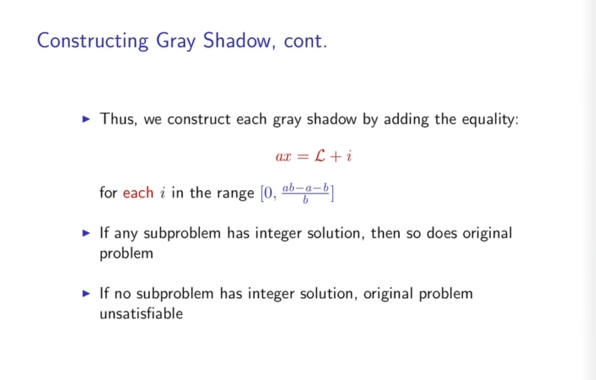 Constructing Gray Shadow, cont.
▶ Thus, we construct each gray shadow by adding the equality:
ax = ℒ + i
for each i in the range [0, (ab−a−b)/b]
▶ If any subproblem has integer solution, then so does original
problem
▶ If no subproblem has integer solution, original problem
unsatisfiable